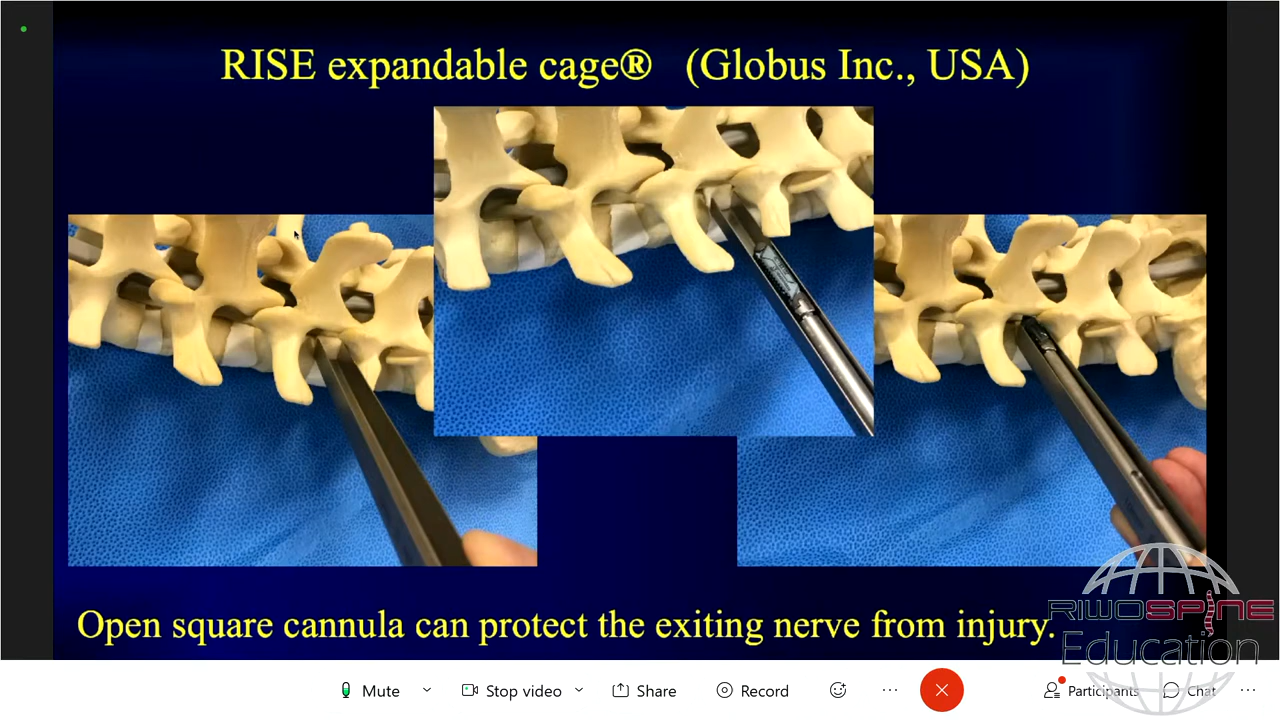 RISE expandable cage® (Globus Inc., USA)
Open square cannula can protect the exiting nerve from injury.
RIWOSPINE
Education
Mute
Stop video
Share
Record
Participants
Chat